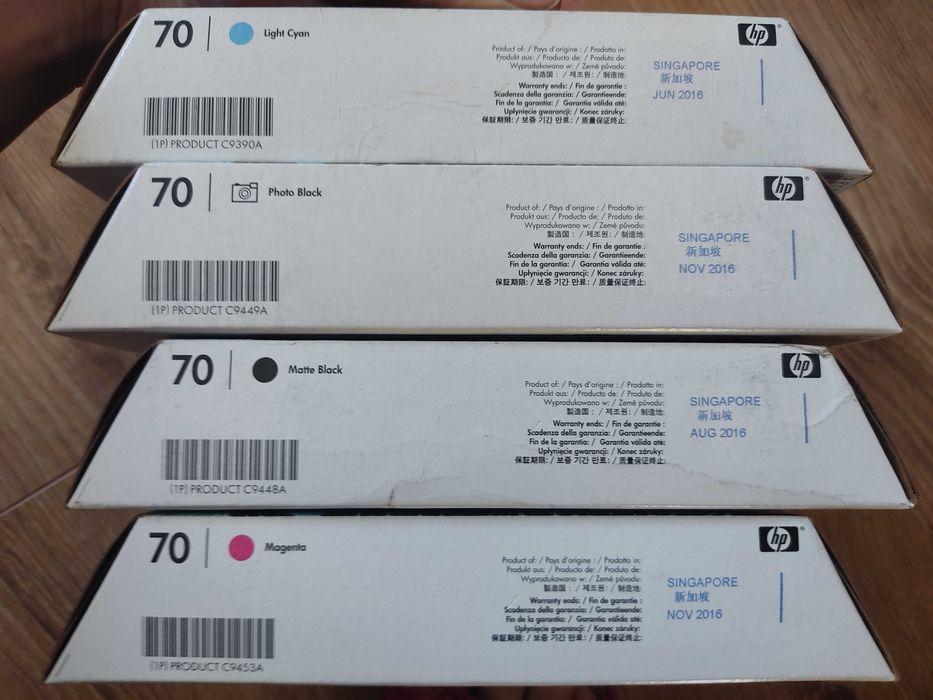 70 Light Cyan
hp
Product of: / Pays d'origine : / Prodotto in:
Produkt aus: / Producto de: / Produto de:
Wyprodukowano w: / Země původu:
製造国 : / 제조원: / 制造地:
Warranty ends: / Fin de garantie :
Scadenza della garanzia: / Garantieende:
Fin de la garantía: / Garantia válida até:
Upłynięcie gwarancji: / Konec záruky:
保証期限: / 보증 기간 만료: / 质量保证终止:
SINGAPORE
新加坡
JUN 2016
(1P) PRODUCT C9390A
70 Photo Black
hp
Product of: / Pays d'origine : / Prodotto in:
Produkt aus: / Producto de: / Produto de:
Wyprodukowano w: / Země původu:
製造国 : / 제조원: / 制造地:
Warranty ends: / Fin de garantie :
Scadenza della garanzia: / Garantieende:
Fin de la garantía: / Garantia válida até:
Upłynięcie gwarancji: / Konec záruky:
保証期限: / 보증 기간 만료: / 质量保证终止:
SINGAPORE
新加坡
NOV 2016
(1P) PRODUCT C9449A
70 Matte Black
hp
Product of: / Pays d'origine : / Prodotto in:
Produkt aus: / Producto de: / Produto de:
Wyprodukowano w: / Země původu:
製造国 : / 제조원: / 制造地:
Warranty ends: / Fin de garantie :
Scadenza della garanzia: / Garantieende:
Fin de la garantía: / Garantia válida até:
Upłynięcie gwarancji: / Konec záruky:
保証期限: / 보증 기간 만료: / 质量保证终止:
SINGAPORE
新加坡
AUG 2016
(1P) PRODUCT C9448A
70 Magenta
hp
Product of: / Pays d'origine : / Prodotto in:
Produkt aus: / Producto de: / Produto de:
Wyprodukowano w: / Země původu:
製造国 : / 제조원: / 制造地:
Warranty ends: / Fin de garantie :
Scadenza della garanzia: / Garantieende:
Fin de la garantía: / Garantia válida até:
Upłynięcie gwarancji: / Konec záruky:
保証期限: / 보증 기간 만료: / 质量保证终止:
SINGAPORE
新加坡
NOV 2016
(1P) PRODUCT C9453A